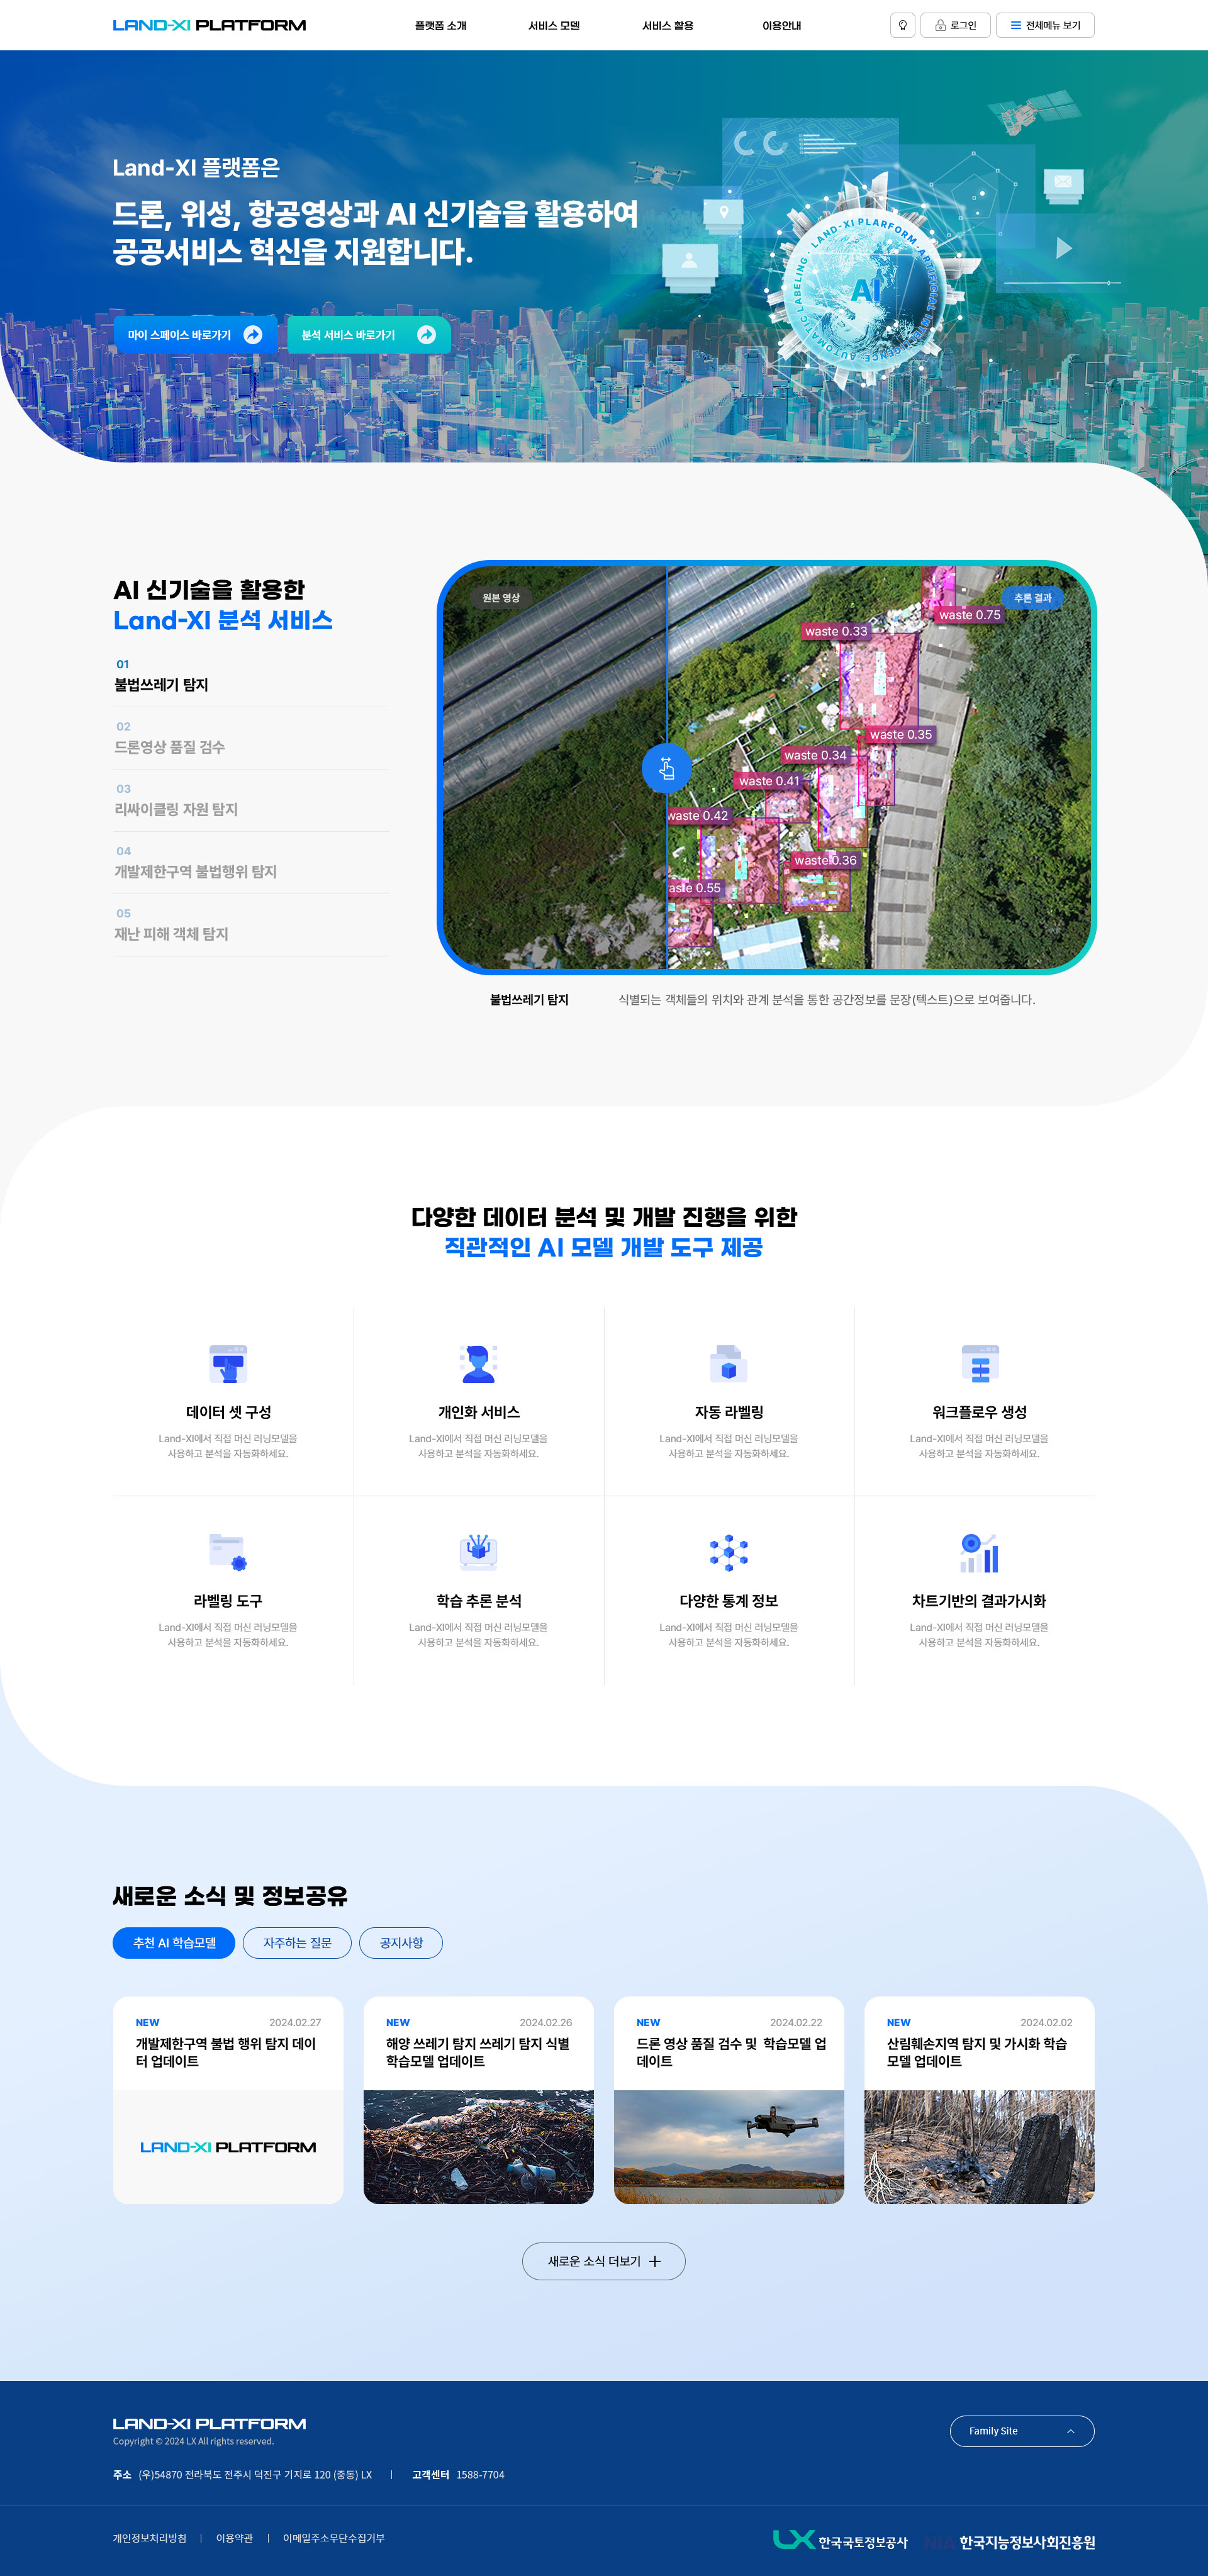 LAND-XI PLATFORM
플랫폼 소개
서비스 모델
서비스 활용
이용안내
로그인
전체메뉴 보기
Land-XI 플랫폼은
드론, 위성, 항공영상과 AI 신기술을 활용하여
공공서비스 혁신을 지원합니다.
마이 스페이스 바로가기
분석 서비스 바로가기
LAND-XI PLARFORM. ARTIFICIAL INTELLIGENCE AUTOMATIC LABELING.
AI
AI 신기술을 활용한
Land-XI 분석 서비스
01
불법쓰레기 탐지
02
드론영상 품질 검수
03
리싸이클링 자원 탐지
04
개발제한구역 불법행위 탐지
05
재난 피해 객체 탐지
원본 영상
추론 결과
waste 0.75
waste 0.33
waste 0.35
waste 0.34
waste 0.41
waste 0.42
waste 0.36
aste 0.55
불법쓰레기 탐지
식별되는 객체들의 위치와 관계 분석을 통한 공간정보를 문장(텍스트)으로 보여줍니다.
다양한 데이터 분석 및 개발 진행을 위한
직관적인 AI 모델 개발 도구 제공
데이터 셋 구성
Land-XI에서 직접 머신 러닝모델을
사용하고 분석을 자동화하세요.
개인화 서비스
Land-XI에서 직접 머신 러닝모델을
사용하고 분석을 자동화하세요.
자동 라벨링
Land-XI에서 직접 머신 러닝모델을
사용하고 분석을 자동화하세요.
워크플로우 생성
Land-XI에서 직접 머신 러닝모델을
사용하고 분석을 자동화하세요.
라벨링 도구
Land-XI에서 직접 머신 러닝모델을
사용하고 분석을 자동화하세요.
학습 추론 분석
Land-XI에서 직접 머신 러닝모델을
사용하고 분석을 자동화하세요.
다양한 통계 정보
Land-XI에서 직접 머신 러닝모델을
사용하고 분석을 자동화하세요.
차트기반의 결과가시화
Land-XI에서 직접 머신 러닝모델을
사용하고 분석을 자동화하세요.
새로운 소식 및 정보공유
추천 AI 학습모델
자주하는 질문
공지사항
NEW 2024.02.27
개발제한구역 불법 행위 탐지 데이
터 업데이트
LAND-XI PLATFORM
NEW 2024.02.26
해양 쓰레기 탐지 쓰레기 탐지 식별
학습모델 업데이트
NEW 2024.02.22
드론 영상 품질 검수 및 학습모델 업
데이트
NEW 2024.02.02
산림훼손지역 탐지 및 가시화 학습
모델 업데이트
새로운 소식 더보기
LAND-XI PLATFORM
Copyright © 2024 LX All rights reserved.
Family Site
주소 (우)54870 전라북도 전주시 덕진구 기지로 120 (중동) LX | 고객센터 1588-7704
개인정보처리방침 | 이용약관 | 이메일주소무단수집거부
LX 한국국토정보공사
NIA 한국지능정보사회진흥원